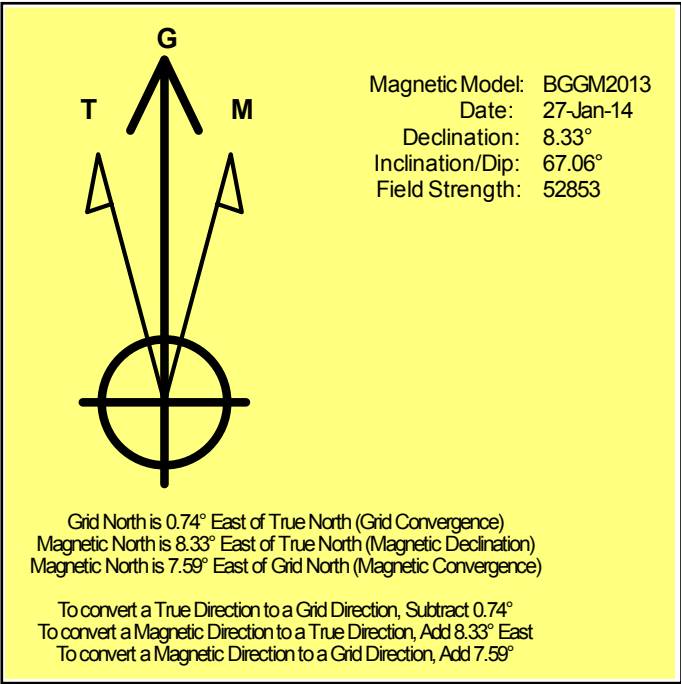 G
T M
Magnetic Model: BGGM2013
Date: 27-Jan-14
Declination: 8.33°
Inclination/Dip: 67.06°
Field Strength: 52853
Grid North is 0.74° East of True North (Grid Convergence)
Magnetic North is 8.33° East of True North (Magnetic Declination)
Magnetic North is 7.59° East of Grid North (Magnetic Convergence)
To convert a True Direction to a Grid Direction, Subtract 0.74°
To convert a Magnetic Direction to a True Direction, Add 8.33° East
To convert a Magnetic Direction to a Grid Direction, Add 7.59°